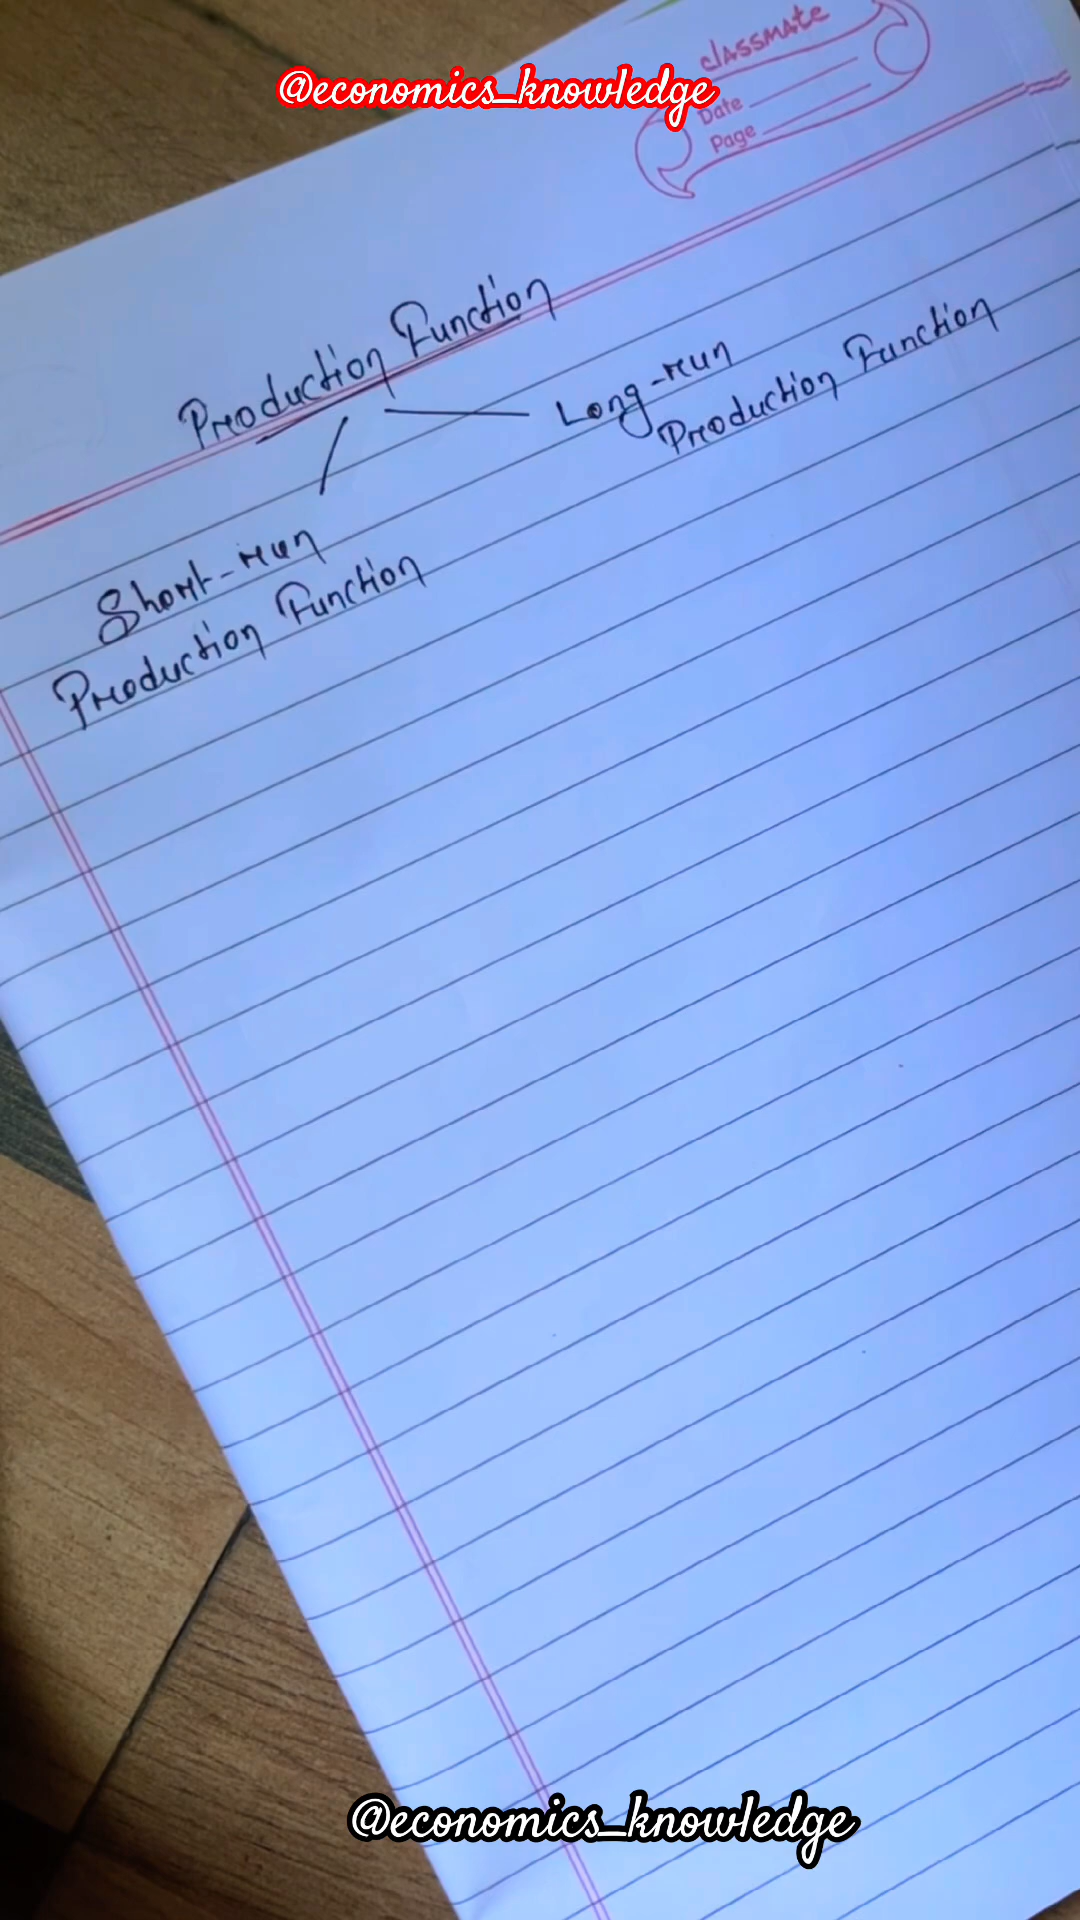 @economics_knowledge
classmate
Date
Page
Production Function
Long-run
Production Function
Short-run
Production Function
@economics_knowledge